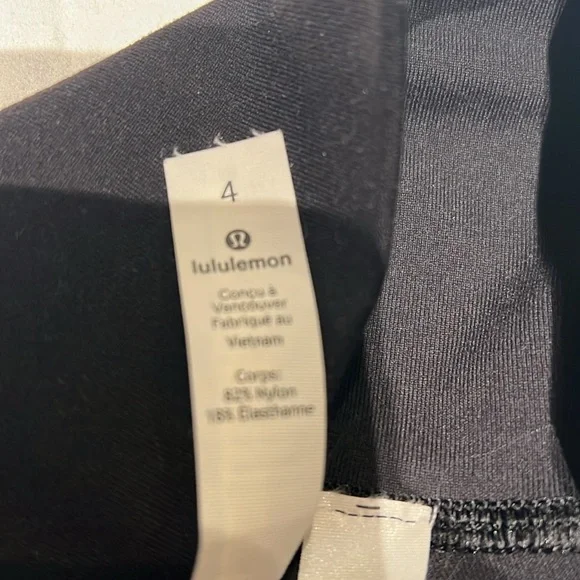 4
lululemon
Conçu à
Vancouver
Fabriqué au
Vietnam
Corps:
82% Nylon
18% Élasthanne